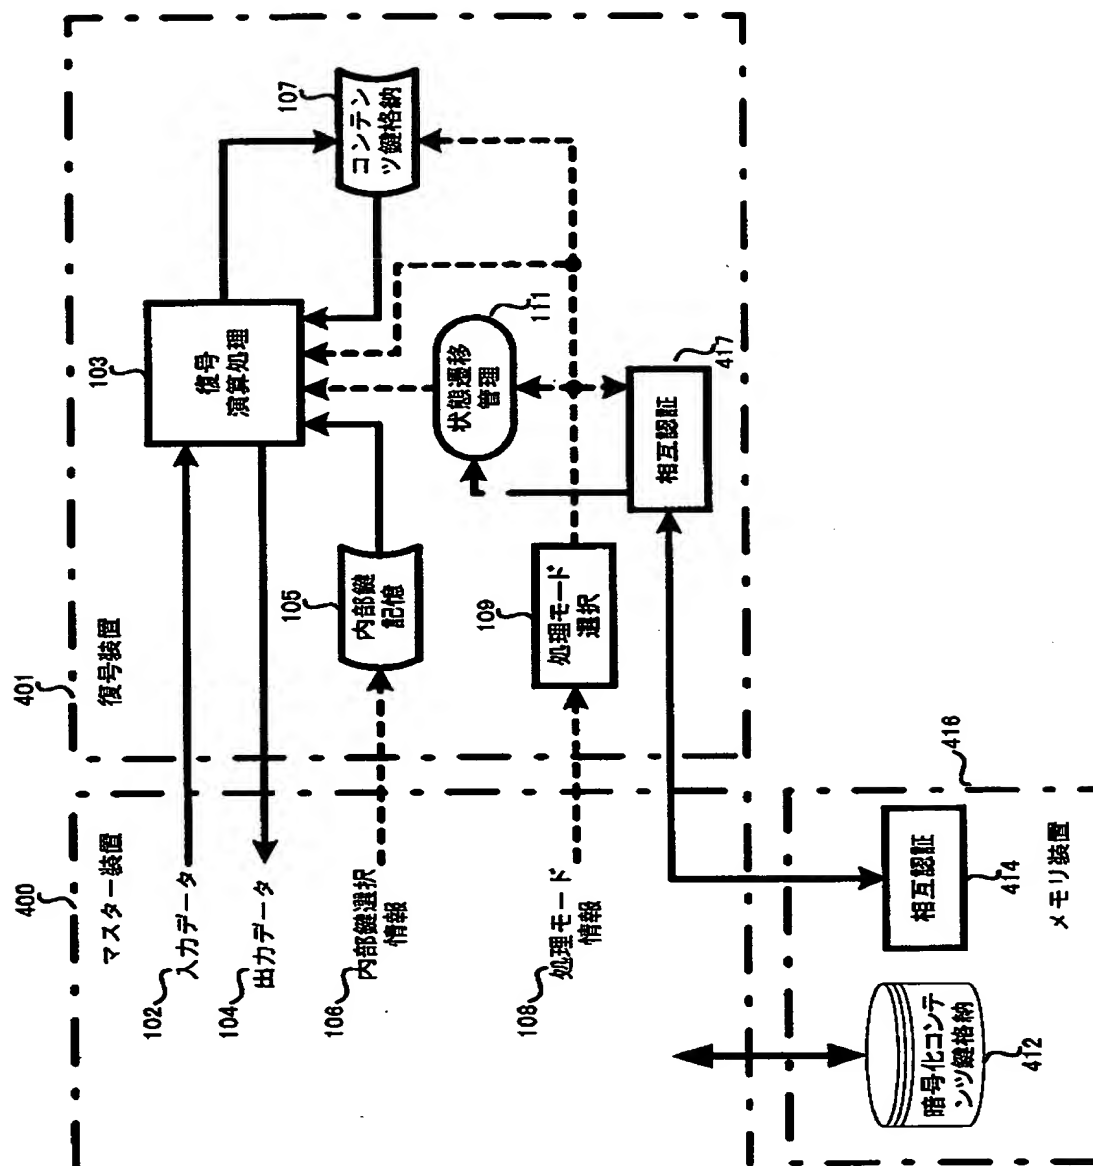 400
マスター装置
102
入力データ
104
出力データ
106
内部鍵選択
情報
108
処理モード
情報
401
復号装置
103
復号
演算処理
107
コンテン
ツ鍵格納
105
内部鍵
記憶
111
状態遷移
管理
109
処理モード
選択
417
相互認証
416
メモリ装置
414
相互認証
412
暗号化コンテ
ンツ鍵格納